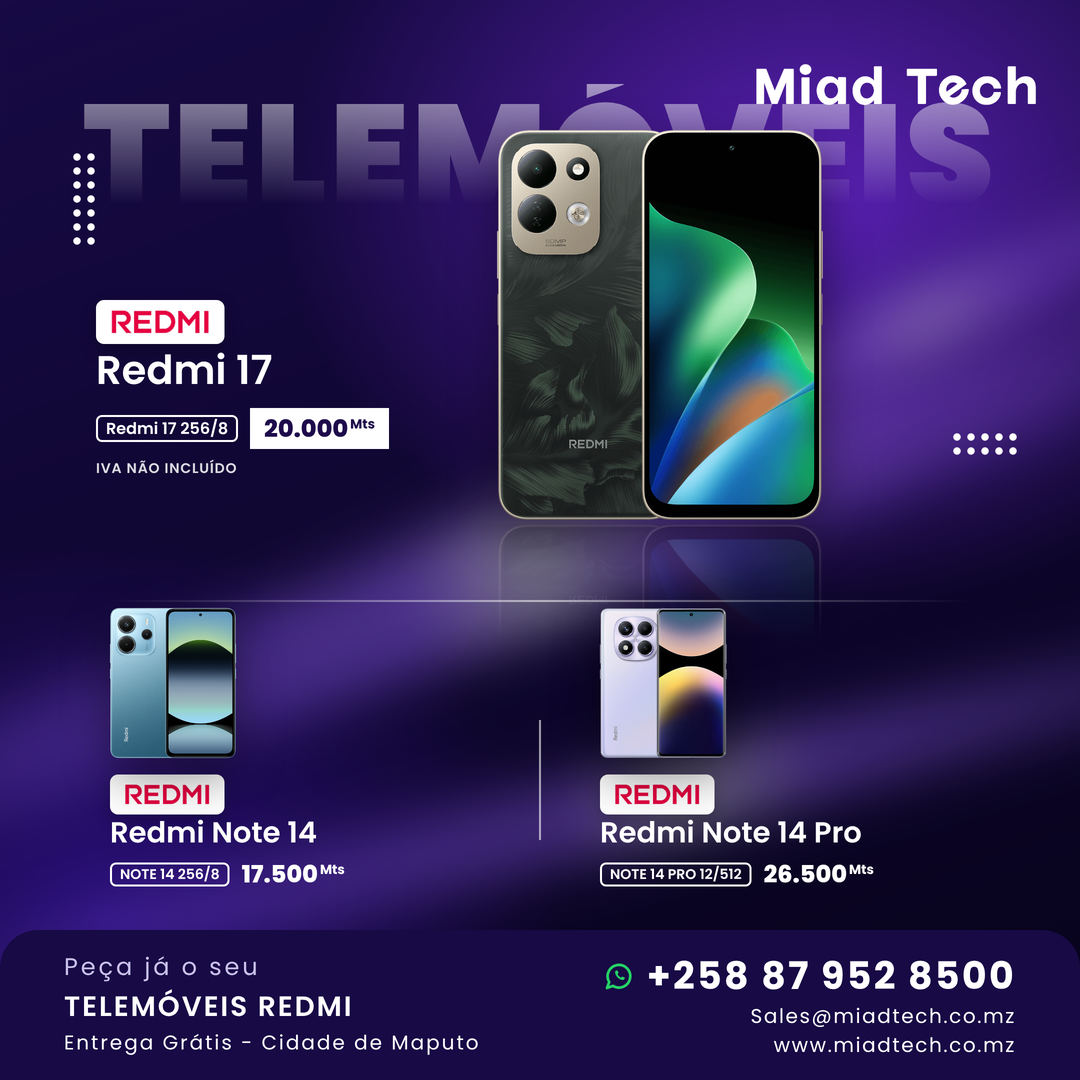 Miad Tech
TELEMÓVEIS
50MP
REDMI
REDMI
Redmi 17
Redmi 17 256/8
20.000 Mts
IVA NÃO INCLUÍDO
Redmi
REDMI
Redmi Note 14
NOTE 14 256/8
17.500 Mts
Redmi
REDMI
Redmi Note 14 Pro
NOTE 14 PRO 12/512
26.500 Mts
Peça já o seu
TELEMÓVEIS REDMI
Entrega Grátis - Cidade de Maputo
+258 87 952 8500
Sales@miadtech.co.mz
www.miadtech.co.mz